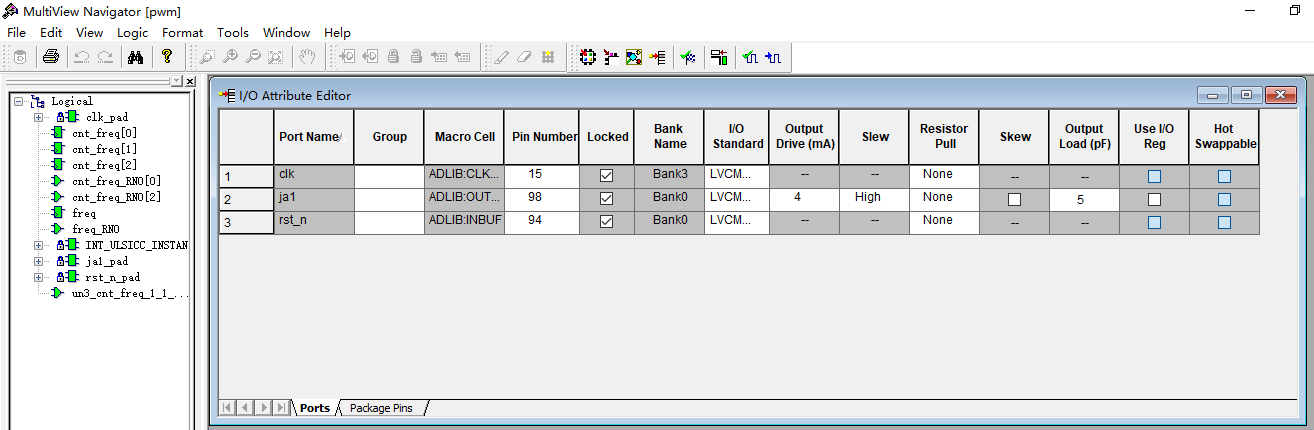 MultiView Navigator [pwm]
File Edit View Logic Format Tools Window Help
Logical
clk_pad
cnt_freq[0]
cnt_freq[1]
cnt_freq[2]
cnt_freq_RNO[0]
cnt_freq_RNO[2]
freq
freq_RNO
INT_ULSICC_INSTAN
ja1_pad
rst_n_pad
un3_cnt_freq_1_1_...
I/O Attribute Editor
Port Name Group Macro Cell Pin Number Locked Bank Name I/O Standard Output Drive (mA) Slew Resistor Pull Skew Output Load (pF) Use I/O Reg Hot Swappable
1 clk ADLIB:CLK... 15 Bank3 LVCM... -- -- None -- --
2 ja1 ADLIB:OUT... 98 Bank0 LVCM... 4 High None 5
3 rst_n ADLIB:INBUF 94 Bank0 LVCM... -- -- None -- --
Ports Package Pins